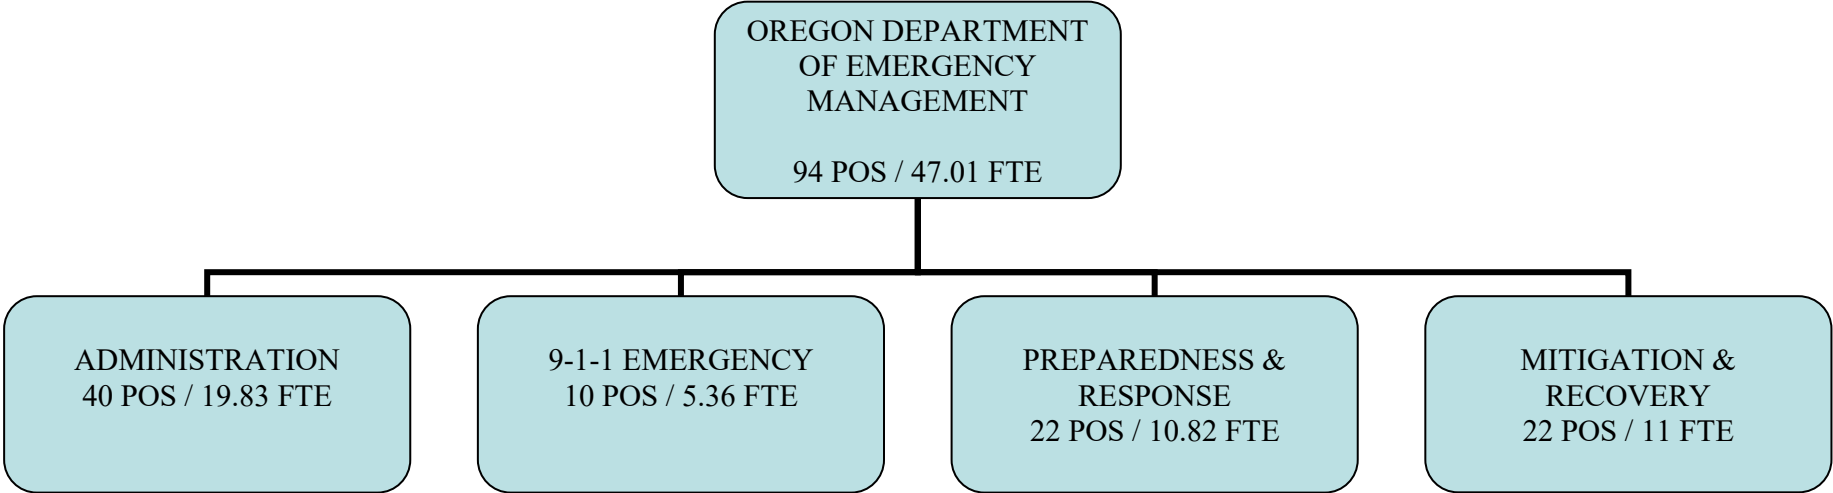 OREGON DEPARTMENT
OF EMERGENCY
MANAGEMENT
94 POS / 47.01 FTE
ADMINISTRATION
40 POS / 19.83 FTE
9-1-1 EMERGENCY
10 POS / 5.36 FTE
PREPAREDNESS &
RESPONSE
22 POS / 10.82 FTE
MITIGATION &
RECOVERY
22 POS / 11 FTE